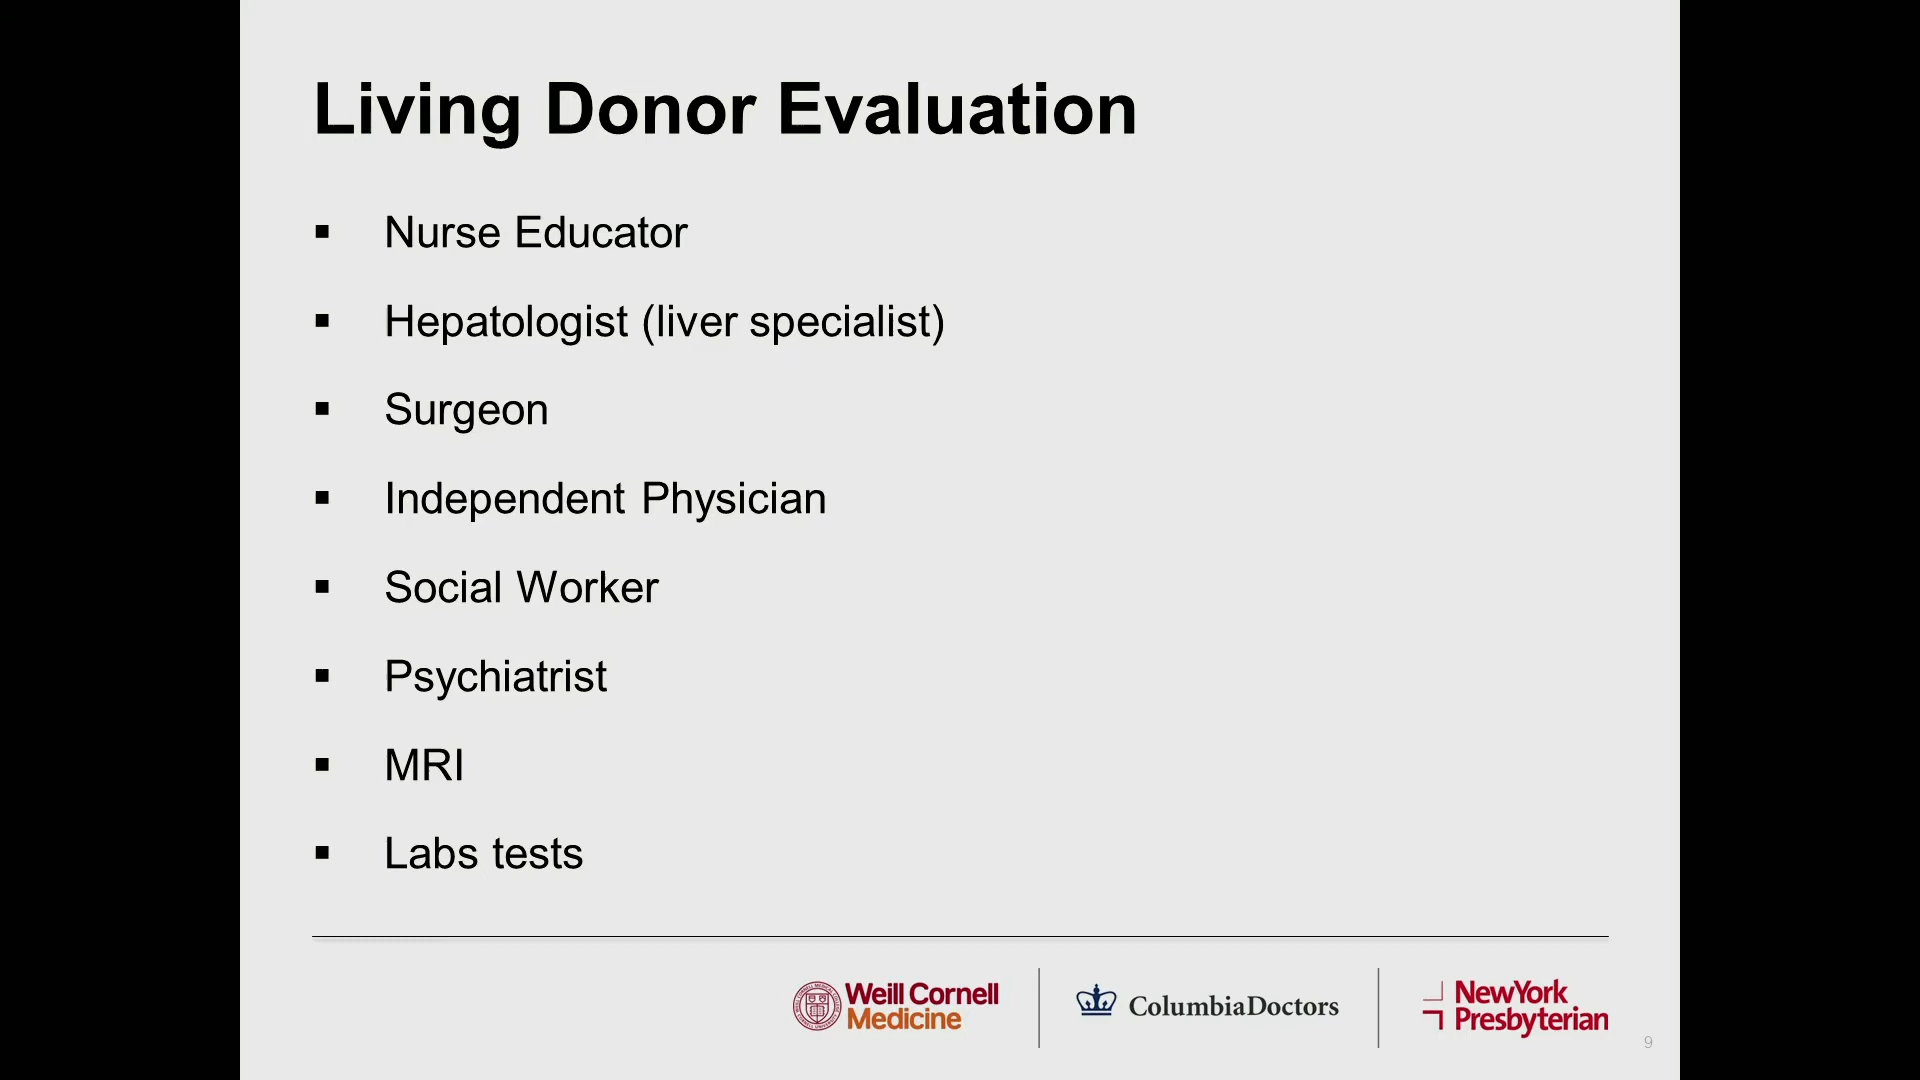 Living Donor Evaluation
▪ Nurse Educator
▪ Hepatologist (liver specialist)
▪ Surgeon
▪ Independent Physician
▪ Social Worker
▪ Psychiatrist
▪ MRI
▪ Labs tests
Weill Cornell
Medicine
ColumbiaDoctors
NewYork
Presbyterian
9